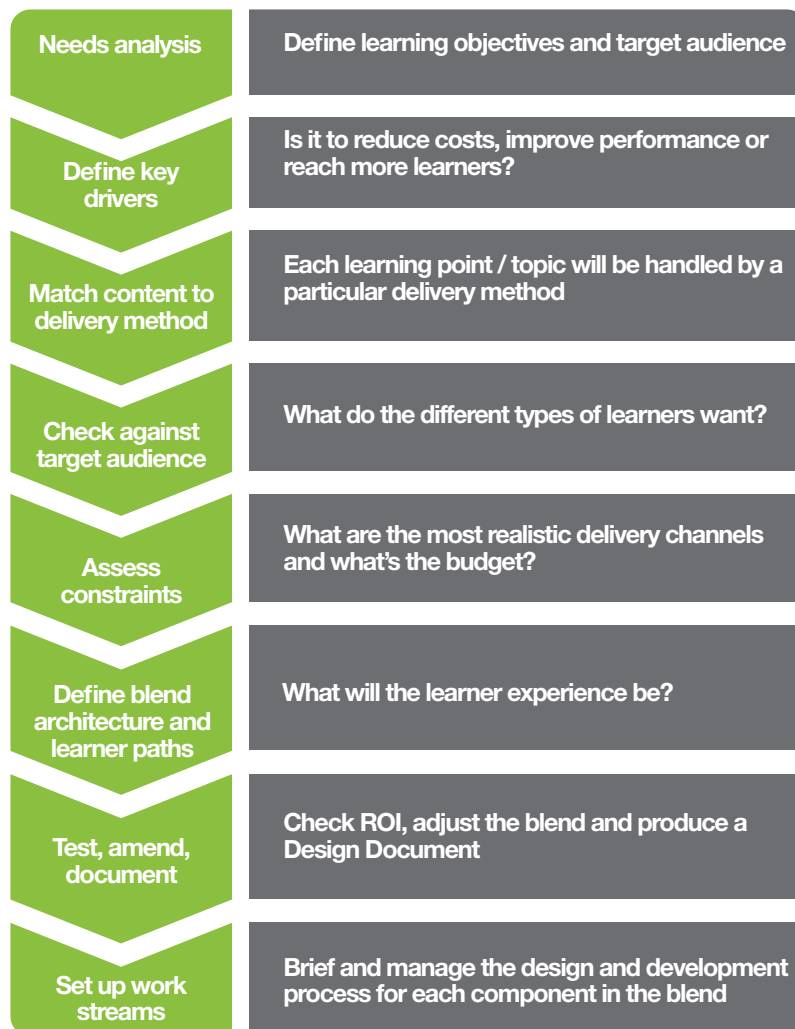 Needs analysis
Define learning objectives and target audience
Define key
drivers
Is it to reduce costs, improve performance or
reach more learners?
Match content to
delivery method
Each learning point / topic will be handled by a
particular delivery method
Check against
target audience
What do the different types of learners want?
Assess
constraints
What are the most realistic delivery channels
and what's the budget?
Define blend
architecture and
learner paths
What will the learner experience be?
Test, amend,
document
Check ROI, adjust the blend and produce a
Design Document
Set up work
streams
Brief and manage the design and development
process for each component in the blend